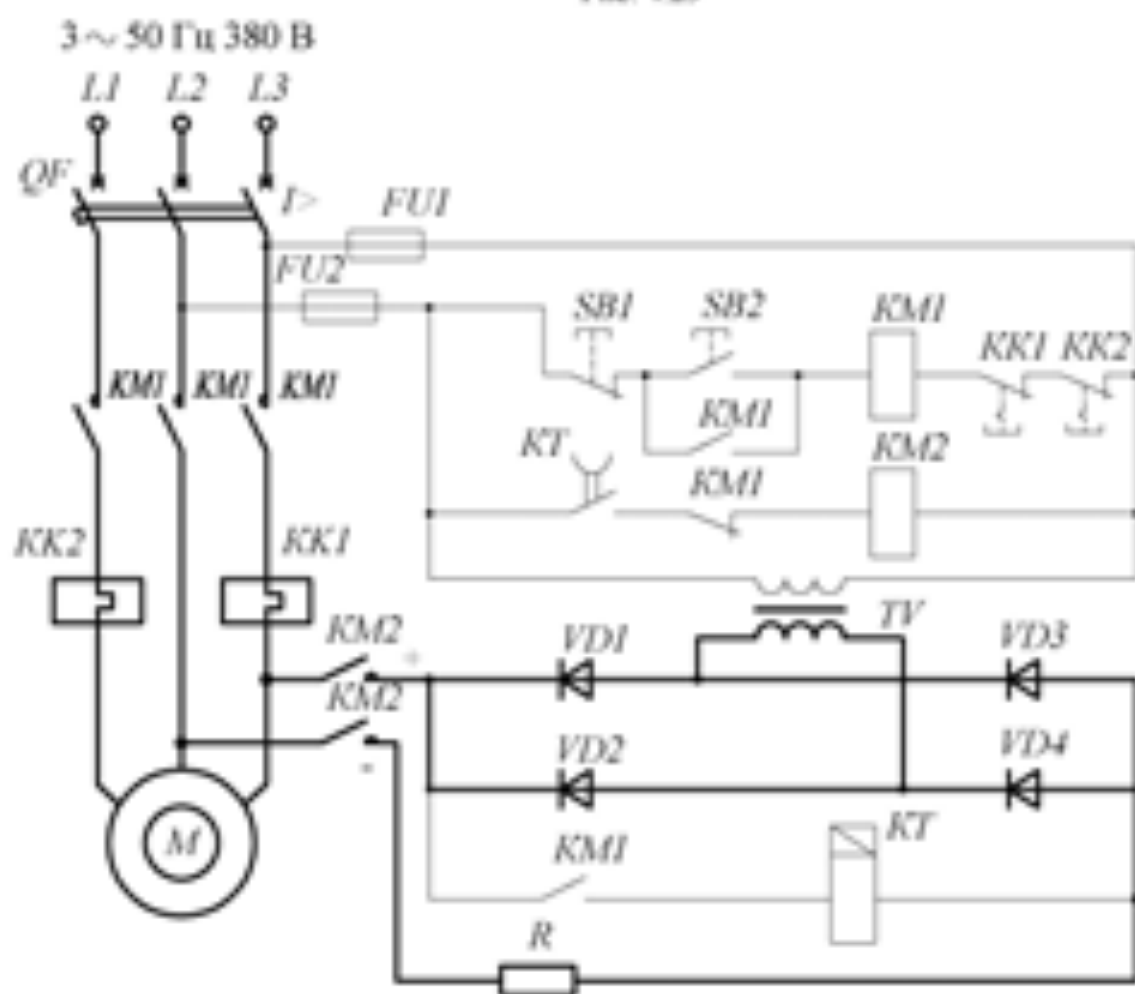 3 ~ 50 Гц 380 В
L1 L2 L3
QF I> FU1
FU2
SB1 SB2 KM1
KK1 KK2
KM1 KM1 KM1
KM1
KT KM2
KM1
KK2 KK1
TV
KM2 + VD1 VD3
KM2
- VD2 VD4
M KM1 KT
R